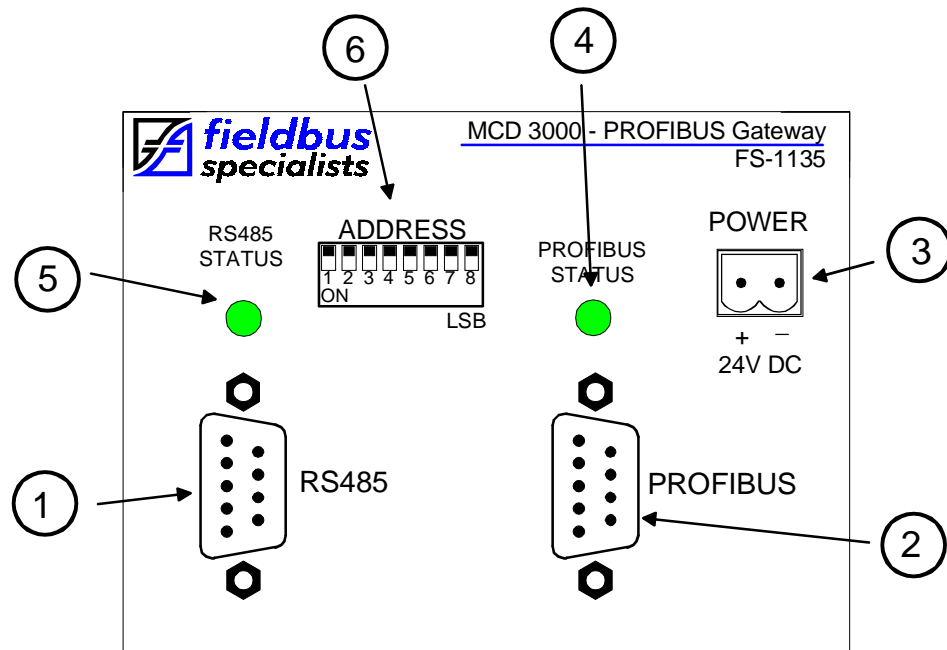 6
4
fieldbus
specialists
MCD 3000 - PROFIBUS Gateway
FS-1135
RS485
STATUS
ADDRESS
1 2 3 4 5 6 7 8
ON
LSB
PROFIBUS
STATUS
POWER
+ −
24V DC
5
3
1
RS485
PROFIBUS
2